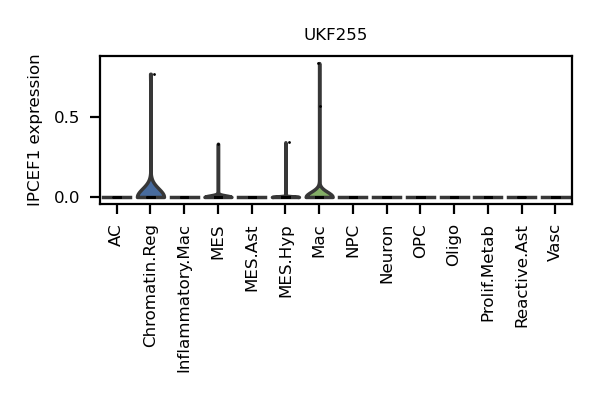 UKF255
IPCEF1 expression
0.5
0.0
AC
Chromatin.Reg
Inflammatory.Mac
MES
MES.Ast
MES.Hyp
Mac
NPC
Neuron
OPC
Oligo
Prolif.Metab
Reactive.Ast
Vasc